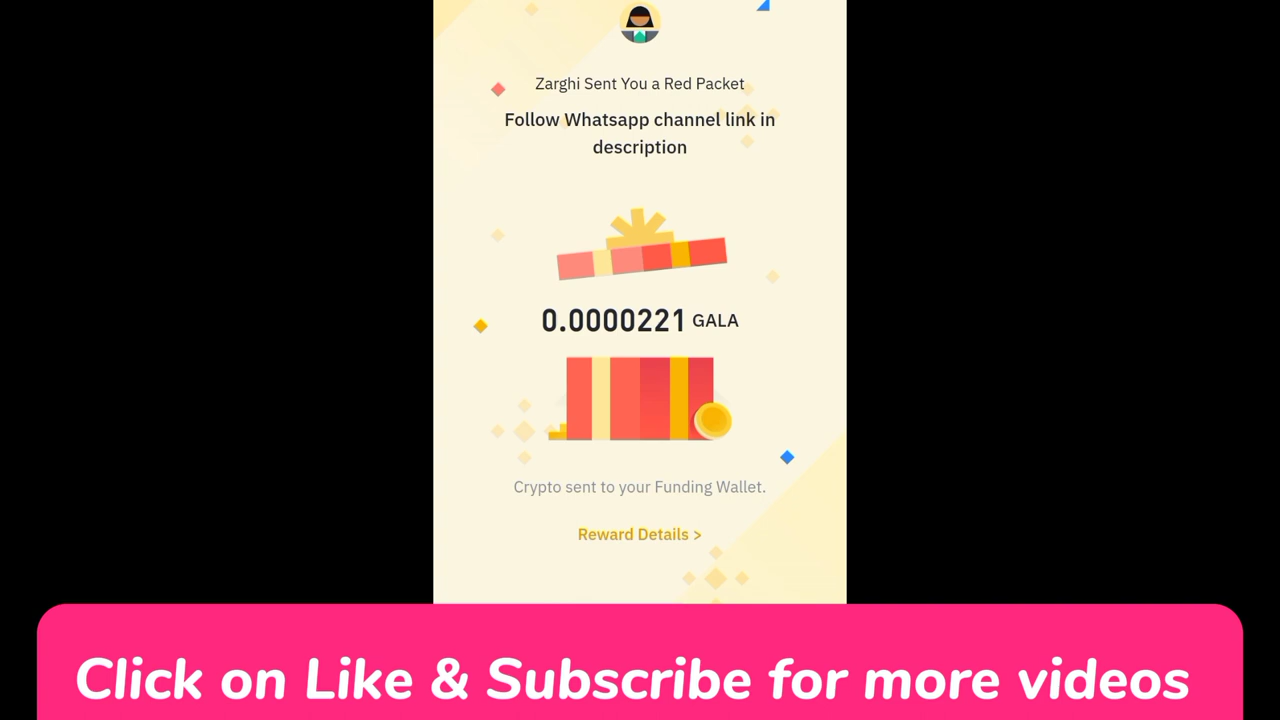 Zarghi Sent You a Red Packet
Follow Whatsapp channel link in
description
0.0000221 GALA
Crypto sent to your Funding Wallet.
Reward Details >
Click on Like & Subscribe for more videos